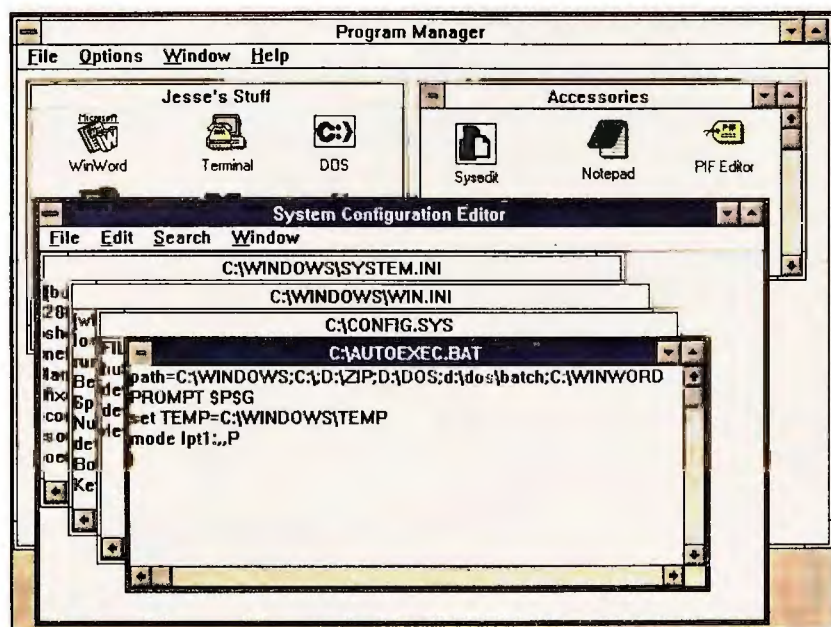 Program Manager
File Options Window Help
Jesse's Stuff
Accessories
Microsoft
WinWord
Terminal
C:\
DOS
Sysedit
Notepad
PIF
PIF Editor
System Configuration Editor
File Edit Search Window
C:\WINDOWS\SYSTEM.INI
C:\WINDOWS\WIN.INI
C:\CONFIG.SYS
C:\AUTOEXEC.BAT
path=C:\WINDOWS;C:\;D:\ZIP;D:\DOS;d:\dos\batch;C:\WINWORD
PROMPT $P$G
set TEMP=C:\WINDOWS\TEMP
mode lpt1:,,P